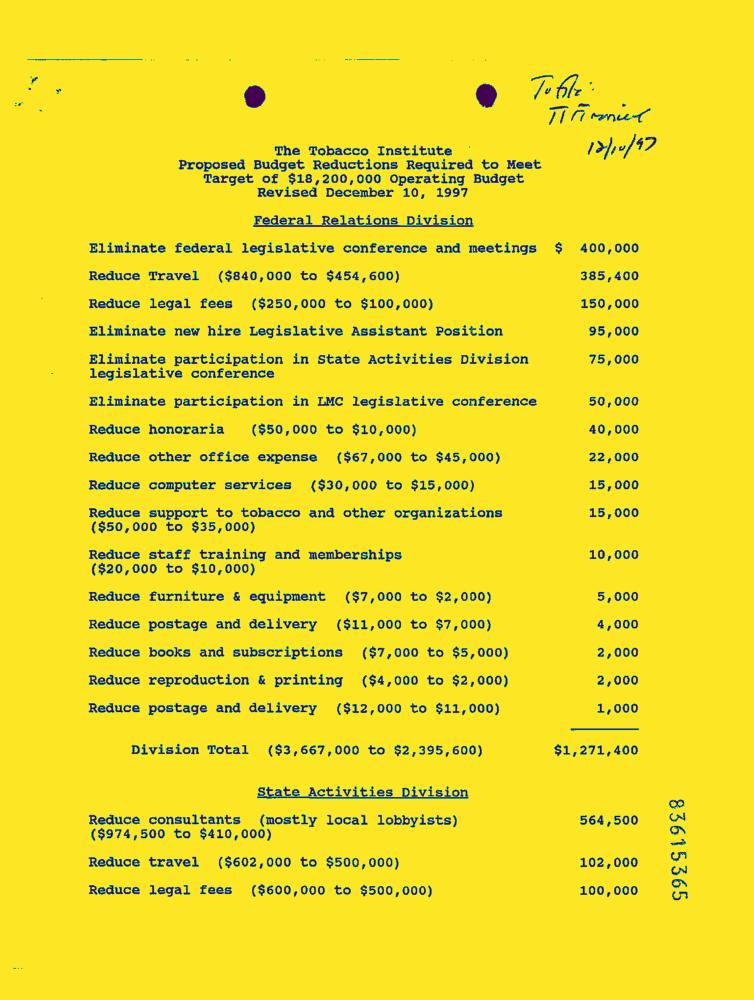 To file:
12/10/97
The Tobacco Institute
Proposed Budget Reductions Required to Meet
Target of $18,200,000 Operating Budget
Revised December 10, 1997
Federal Relations Division
Eliminate federal legislative conference and meetings $ 400,000
Reduce Travel ($840,000 to $454,600) 385,400
Reduce legal fees ($250,000 to $100,000) 150,000
Eliminate new hire Legislative Assistant Position 95,000
Eliminate participation in State Activities Division 75,000
legislative conference
Eliminate participation in LMC legislative conference 50,000
Reduce honoraria ($50,000 to $10,000) 40,000
Reduce other office expense ($67,000 to $45,000) 22,000
Reduce computer services ($30,000 to $15,000) 15,000
Reduce support to tobacco and other organizations 15,000
($50,000 to $35,000)
Reduce staff training and memberships 10,000
($20,000 to $10,000)
Reduce furniture & equipment ($7,000 to $2,000) 5,000
Reduce postage and delivery ($11,000 to $7,000) 4,000
Reduce books and subscriptions ($7,000 to $5,000) 2,000
Reduce reproduction & printing ($4,000 to $2,000) 2,000
Reduce postage and delivery ($12,000 to $11,000) 1,000
Division Total ($3,667,000 to $2,395,600) $1,271,400
State Activities Division
Reduce consultants (mostly local lobbyists) 564,500
($974,500 to $410,000)
Reduce travel ($602,000 to $500,000) 102,000
Reduce legal fees ($600,000 to $500,000) 100,000
83615365